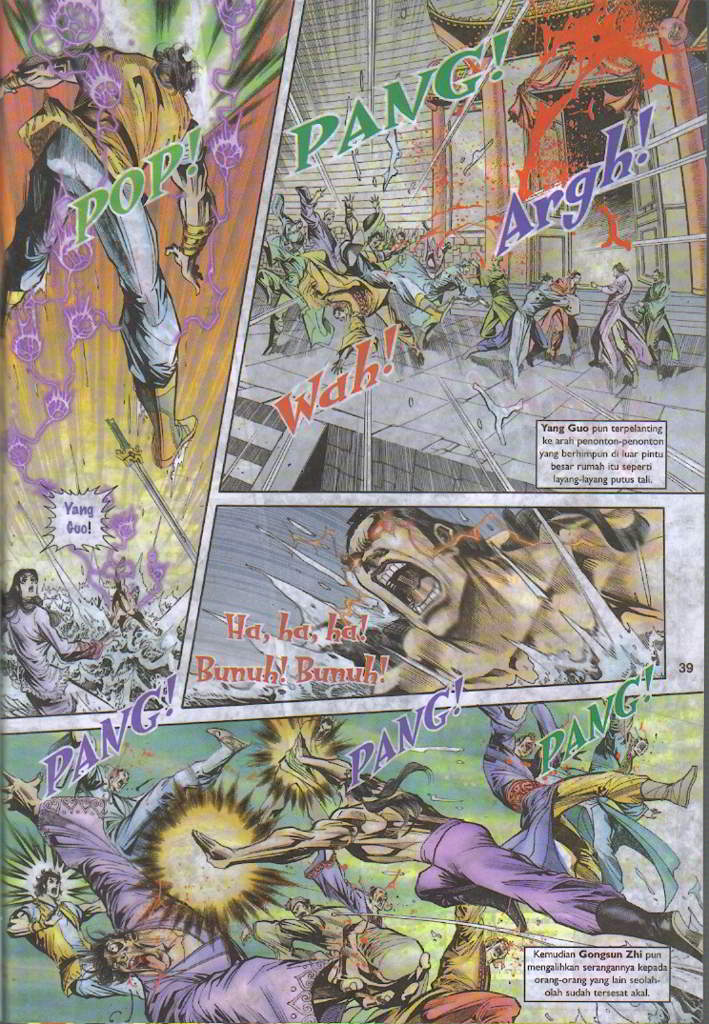 POP!
PANG!
Argh!
Wah!
Yang Guo pun terpelanting
ke arah penonton-penonton
yang berhimpun di luar pintu
besar rumah itu seperti
layang-layang putus tali.
Yang
Guo!
Ha, ha, ha!
Bunuh! Bunuh!
39
PANG!
PANG!
PANG!
Kemudian Gongsun Zhi pun
mengalihkan serangannya kepada
orang-orang yang lain seolah-
olah sudah tersesat akal.